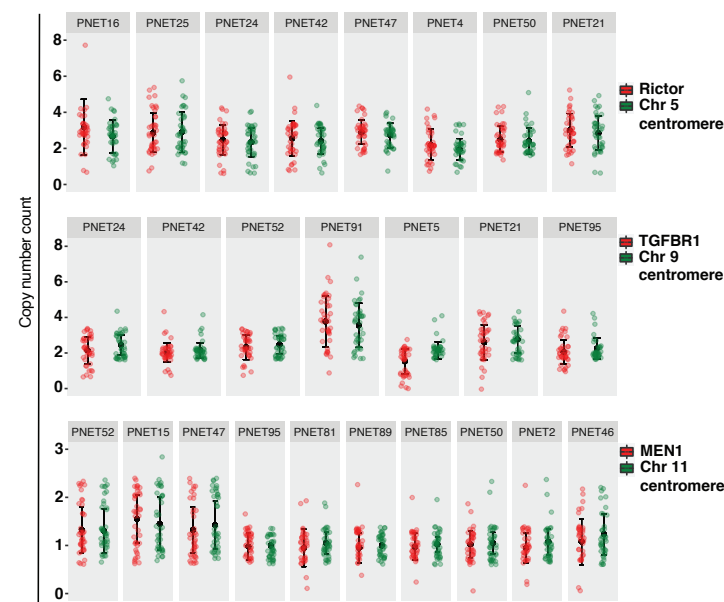 PNET16 PNET25 PNET24 PNET42 PNET47 PNET4 PNET50 PNET21
8
6
4
2
0
Rictor
Chr 5
centromere
Copy number count
PNET24 PNET42 PNET52 PNET91 PNET5 PNET21 PNET95
8
6
4
2
0
TGFBR1
Chr 9
centromere
PNET52 PNET15 PNET47 PNET95 PNET81 PNET89 PNET85 PNET50 PNET2 PNET46
3
2
1
0
MEN1
Chr 11
centromere